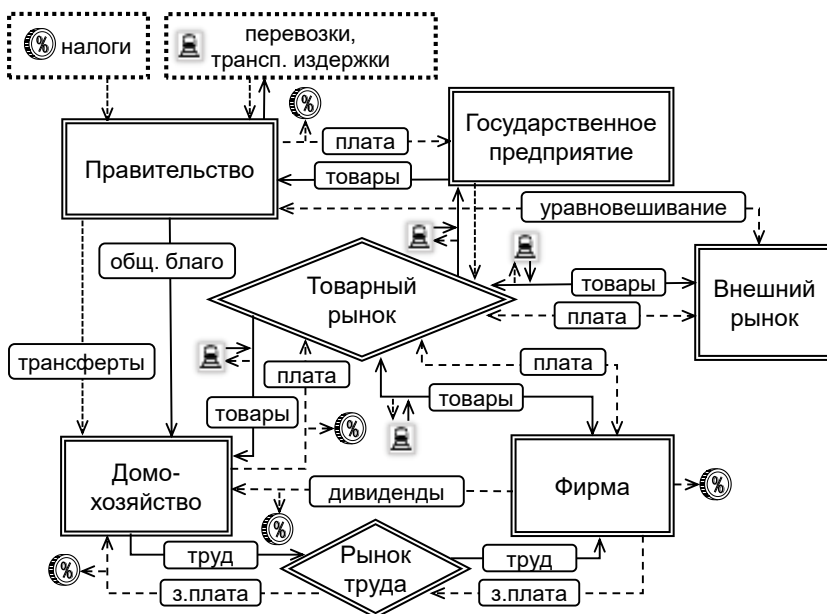 % налоги
перевозки,
трансп. издержки
%
Правительство
плата
товары
Государственное
предприятие
уравновешивание
общ. благо
Товарный
рынок
товары
плата
Внешний
рынок
трансферты
плата
товары
плата
товары
%
Домо-
хозяйство
дивиденды
Фирма
%
%
труд
Рынок
труда
труд
%
з.плата
з.плата